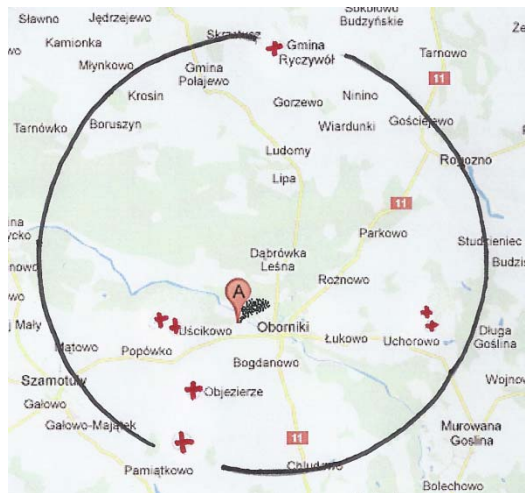 Sławno
Jędrzejewo
Skrzetusz
Sokołowo
Budzyńskie
Kamionka
Gmina
Ryczywół
Tarnowo
Młynkowo
Gmina
Połajewo
11
Krosin
Gorzewo
Ninino
Gościejewo
Tarnówko
Boruszyn
Wiardunki
Ludomy
Rogoźno
Lipa
11
Parkowo
Studzieniec
Dąbrówka
Leśna
Rożnowo
A
Uścikowo
Oborniki
Długa
Goślina
Mały
Mątowo
Popówko
Łukowo
Uchorowo
Bogdanowo
Szamotuły
Objezierze
Gałowo
Gałowo-Majątek
Murowana
Goślina
11
Pamiątkowo
Chludowo
Bolechowo